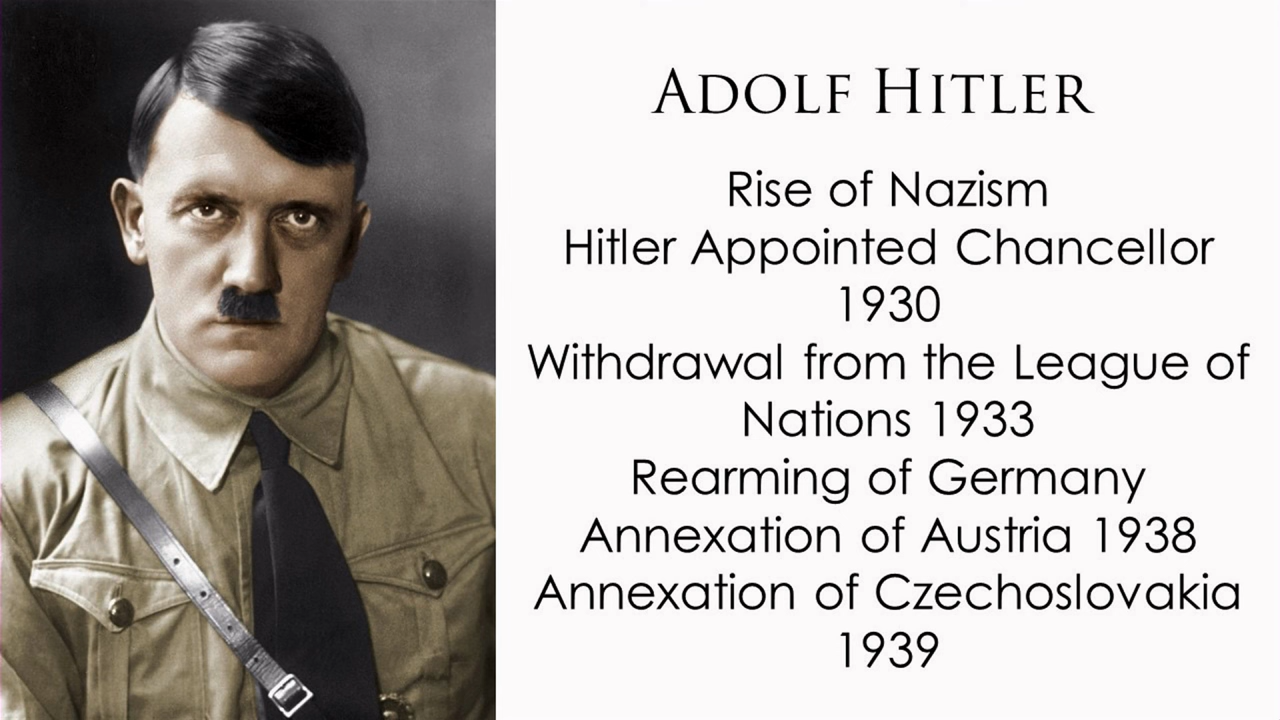 ADOLF HITLER
Rise of Nazism
Hitler Appointed Chancellor
1930
Withdrawal from the League of
Nations 1933
Rearming of Germany
Annexation of Austria 1938
Annexation of Czechoslovakia
1939